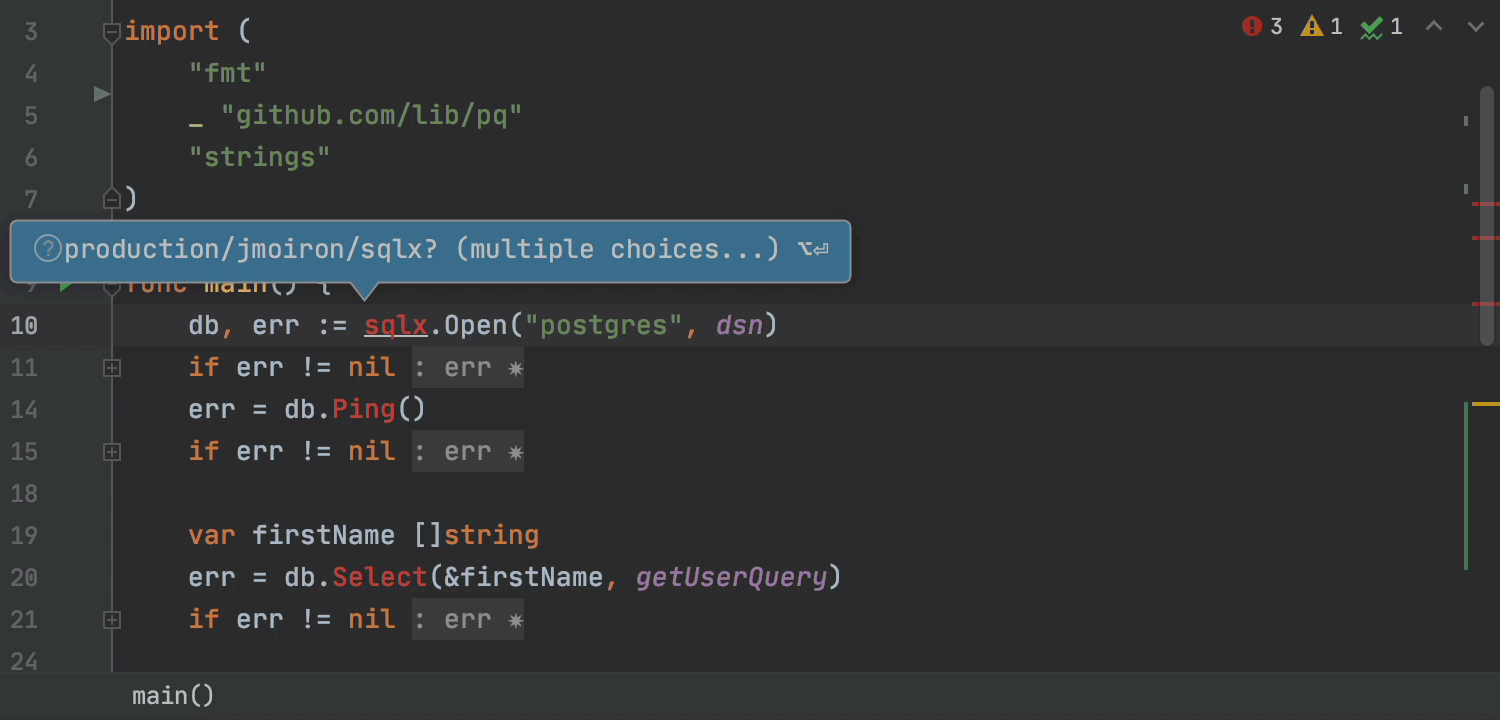 3 import (
3 1 1
4 "fmt"
5 _ "github.com/lib/pq"
6 "strings"
7 )
production/jmoiron/sqlx? (multiple choices...) ⌥⏎
9 func main() {
10 db, err := sqlx.Open("postgres", dsn)
11 if err != nil : err ✷
14 err = db.Ping()
15 if err != nil : err ✷
18
19 var firstName []string
20 err = db.Select(&firstName, getUserQuery)
21 if err != nil : err ✷
24
main()